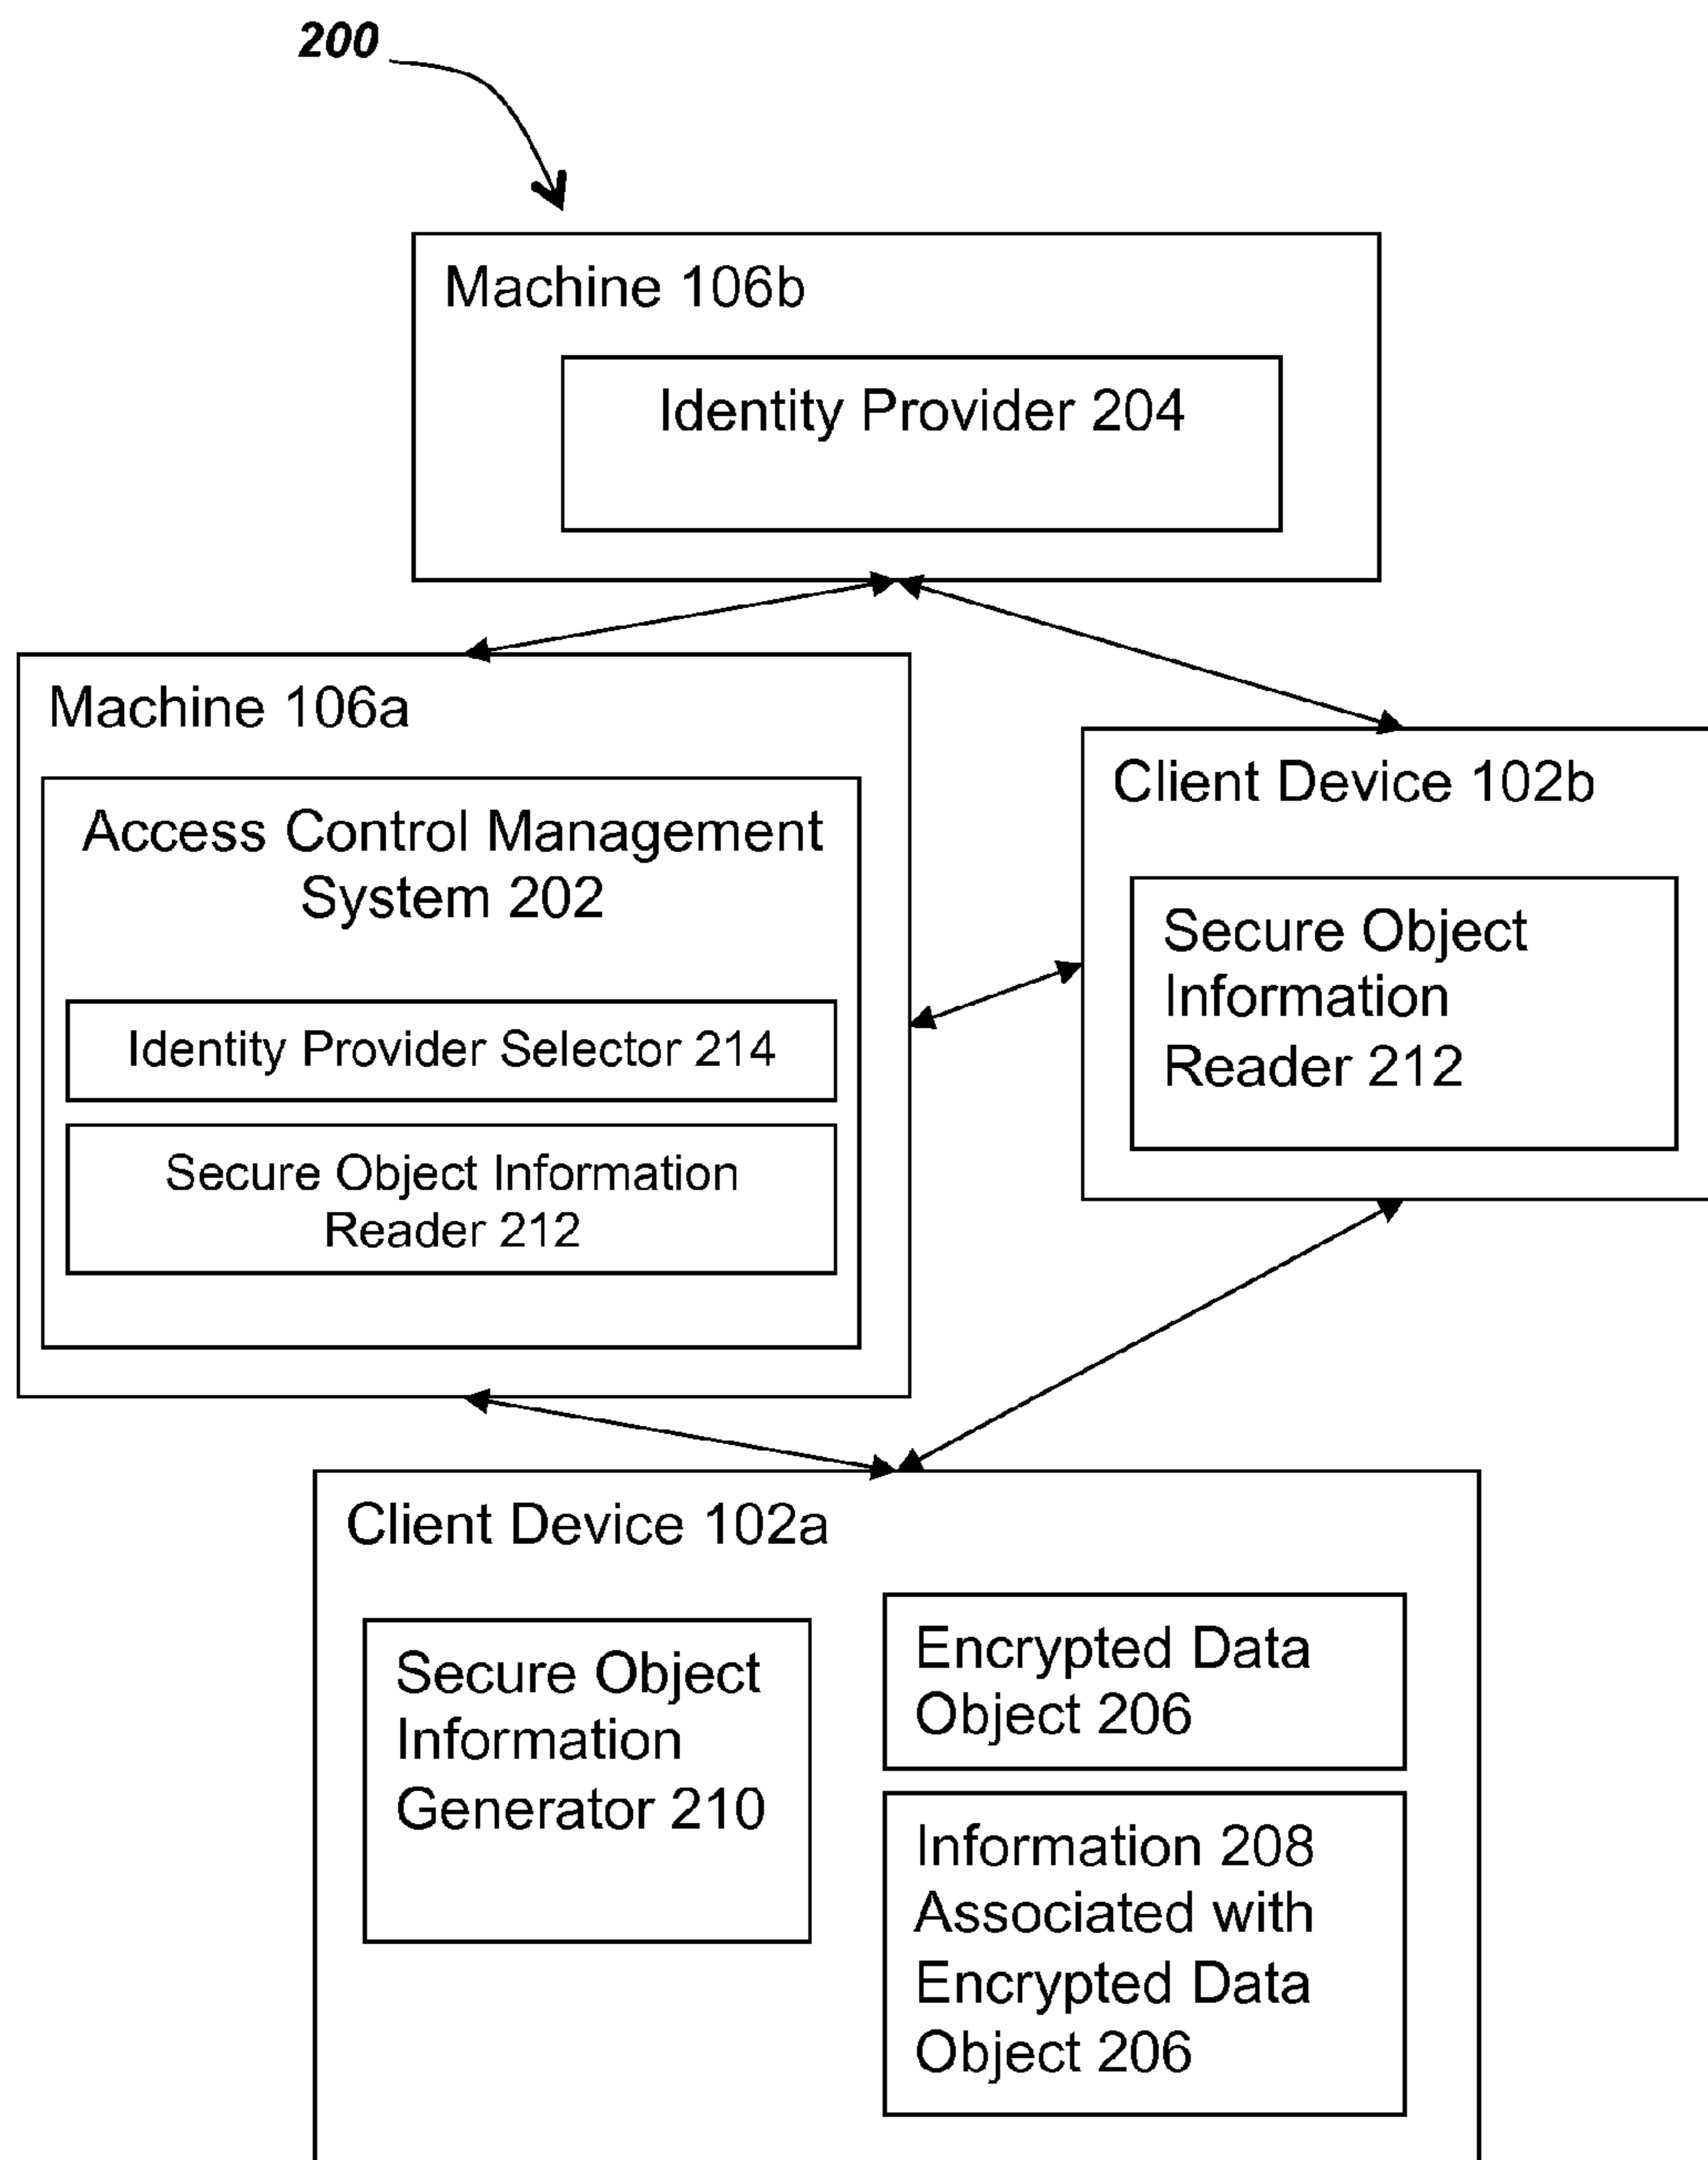 200
Machine 106b
Identity Provider 204
Machine 106a
Access Control Management
System 202
Identity Provider Selector 214
Secure Object Information
Reader 212
Client Device 102b
Secure Object
Information
Reader 212
Client Device 102a
Secure Object
Information
Generator 210
Encrypted Data
Object 206
Information 208
Associated with
Encrypted Data
Object 206